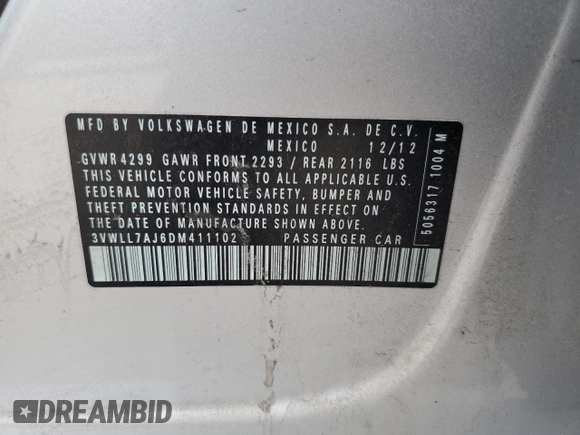 MFD BY VOLKSWAGEN DE MEXICO S.A. DE C.V.
MEXICO 12/12
GVWR 4299 GAWR FRONT 2293 / REAR 2116 LBS
THIS VEHICLE CONFORMS TO ALL APPLICABLE U.S.
FEDERAL MOTOR VEHICLE SAFETY, BUMPER AND
THEFT PREVENTION STANDARDS IN EFFECT ON
THE DATE OF MANUFACTURE SHOWN ABOVE.
3VWLL7AJ6DM411102 PASSENGER CAR
5056317 1004 M
DREAMBID